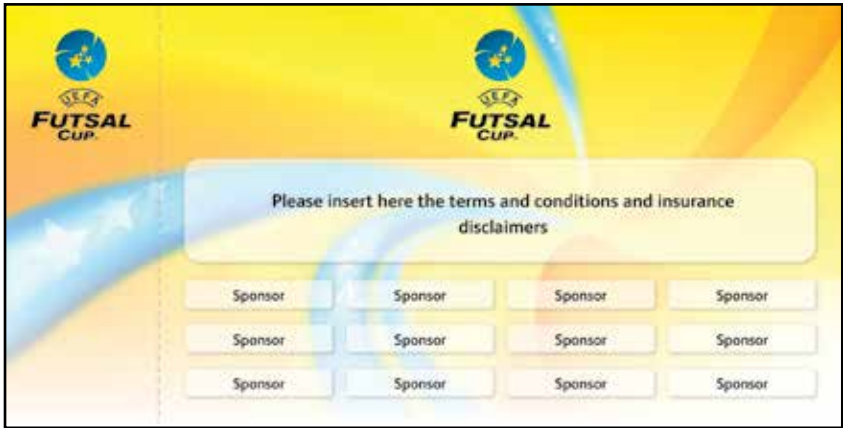 UEFA
FUTSAL
CUP
UEFA
FUTSAL
CUP
Please insert here the terms and conditions and insurance
disclaimers
Sponsor Sponsor Sponsor Sponsor
Sponsor Sponsor Sponsor Sponsor
Sponsor Sponsor Sponsor Sponsor